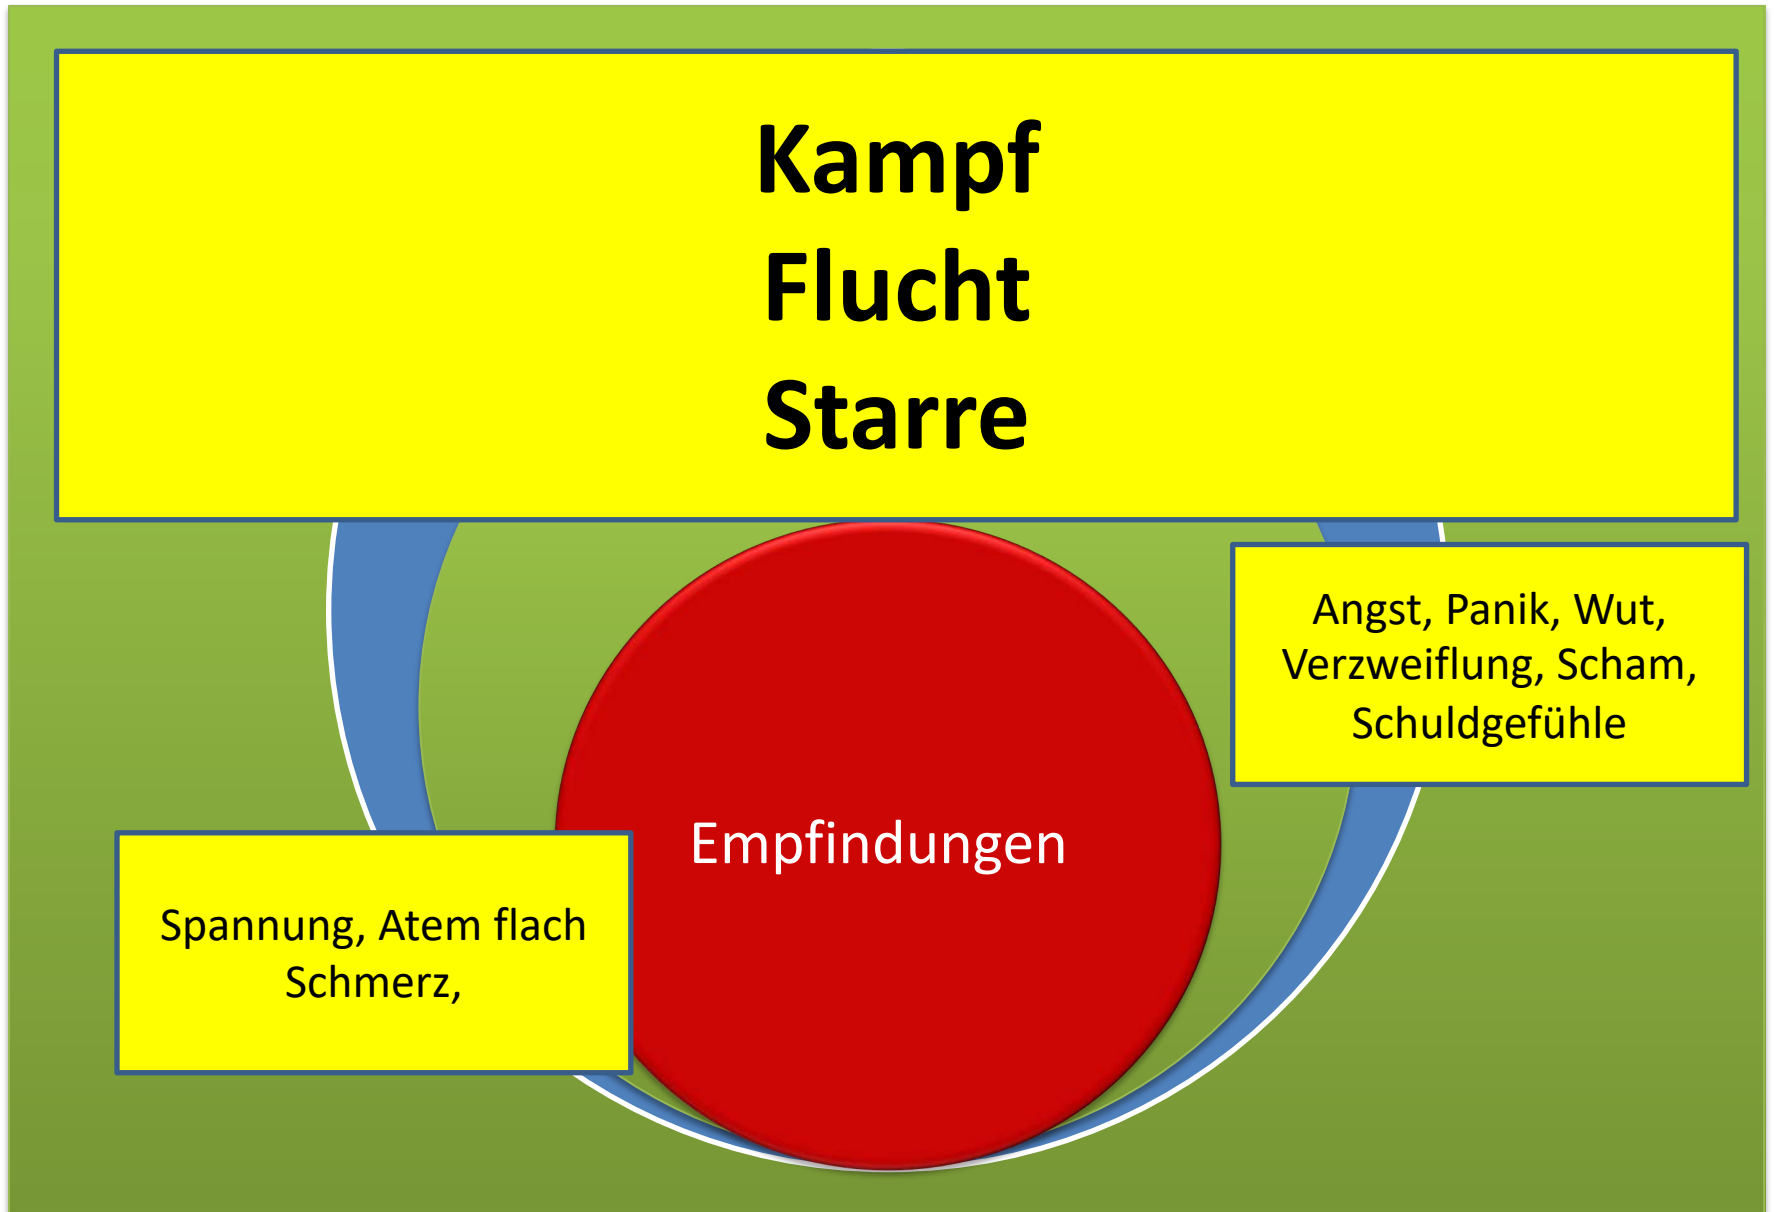 Kampf
Flucht
Starre
Angst, Panik, Wut,
Verzweiflung, Scham,
Schuldgefühle
Empfindungen
Spannung, Atem flach
Schmerz,